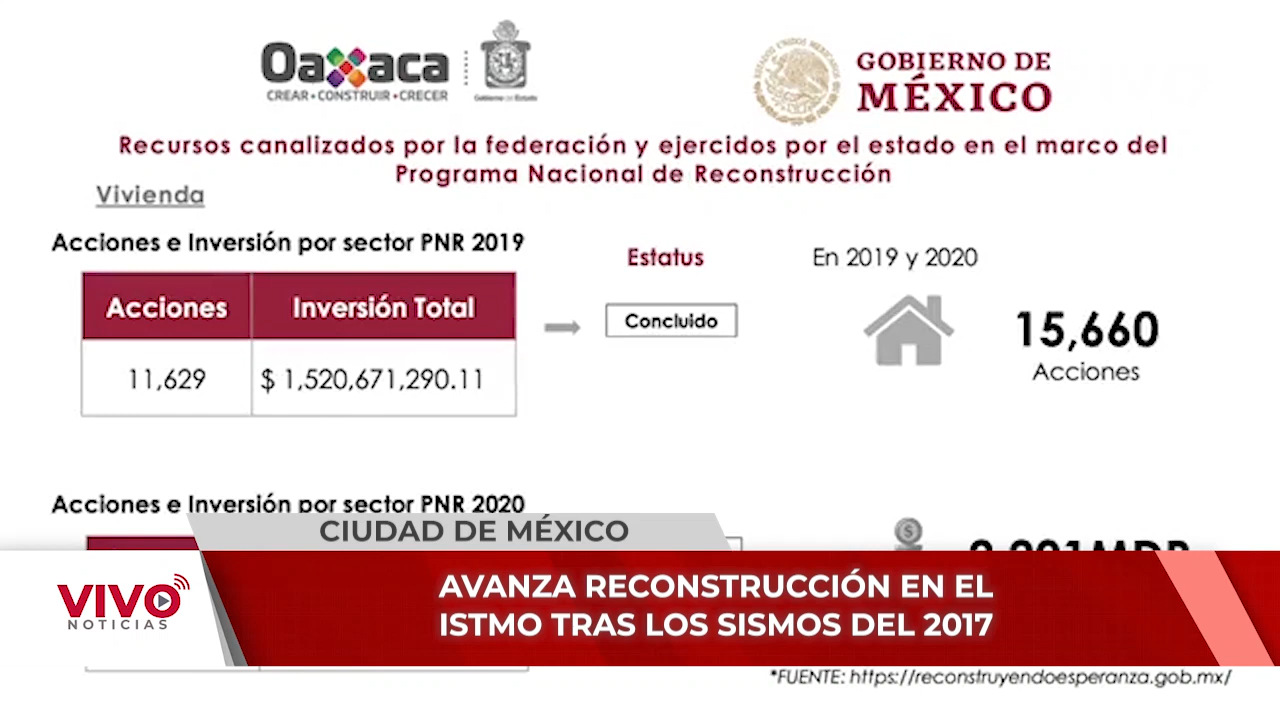 Oaxaca
CREAR • CONSTRUIR • CRECER
Gobierno de Estado
GOBIERNO DE
MÉXICO
Recursos canalizados por la federación y ejercidos por el estado en el marco del
Programa Nacional de Reconstrucción
Vivienda
Acciones e Inversión por sector PNR 2019
Estatus
En 2019 y 2020
Acciones
Inversión Total
Concluido
11,629
$ 1,520,671,290.11
15,660
Acciones
Acciones e Inversión por sector PNR 2020
CIUDAD DE MÉXICO
VIVO
NOTICIAS
AVANZA RECONSTRUCCIÓN EN EL
ISTMO TRAS LOS SISMOS DEL 2017
*FUENTE: https://reconstruyendoesperanza.gob.mx/